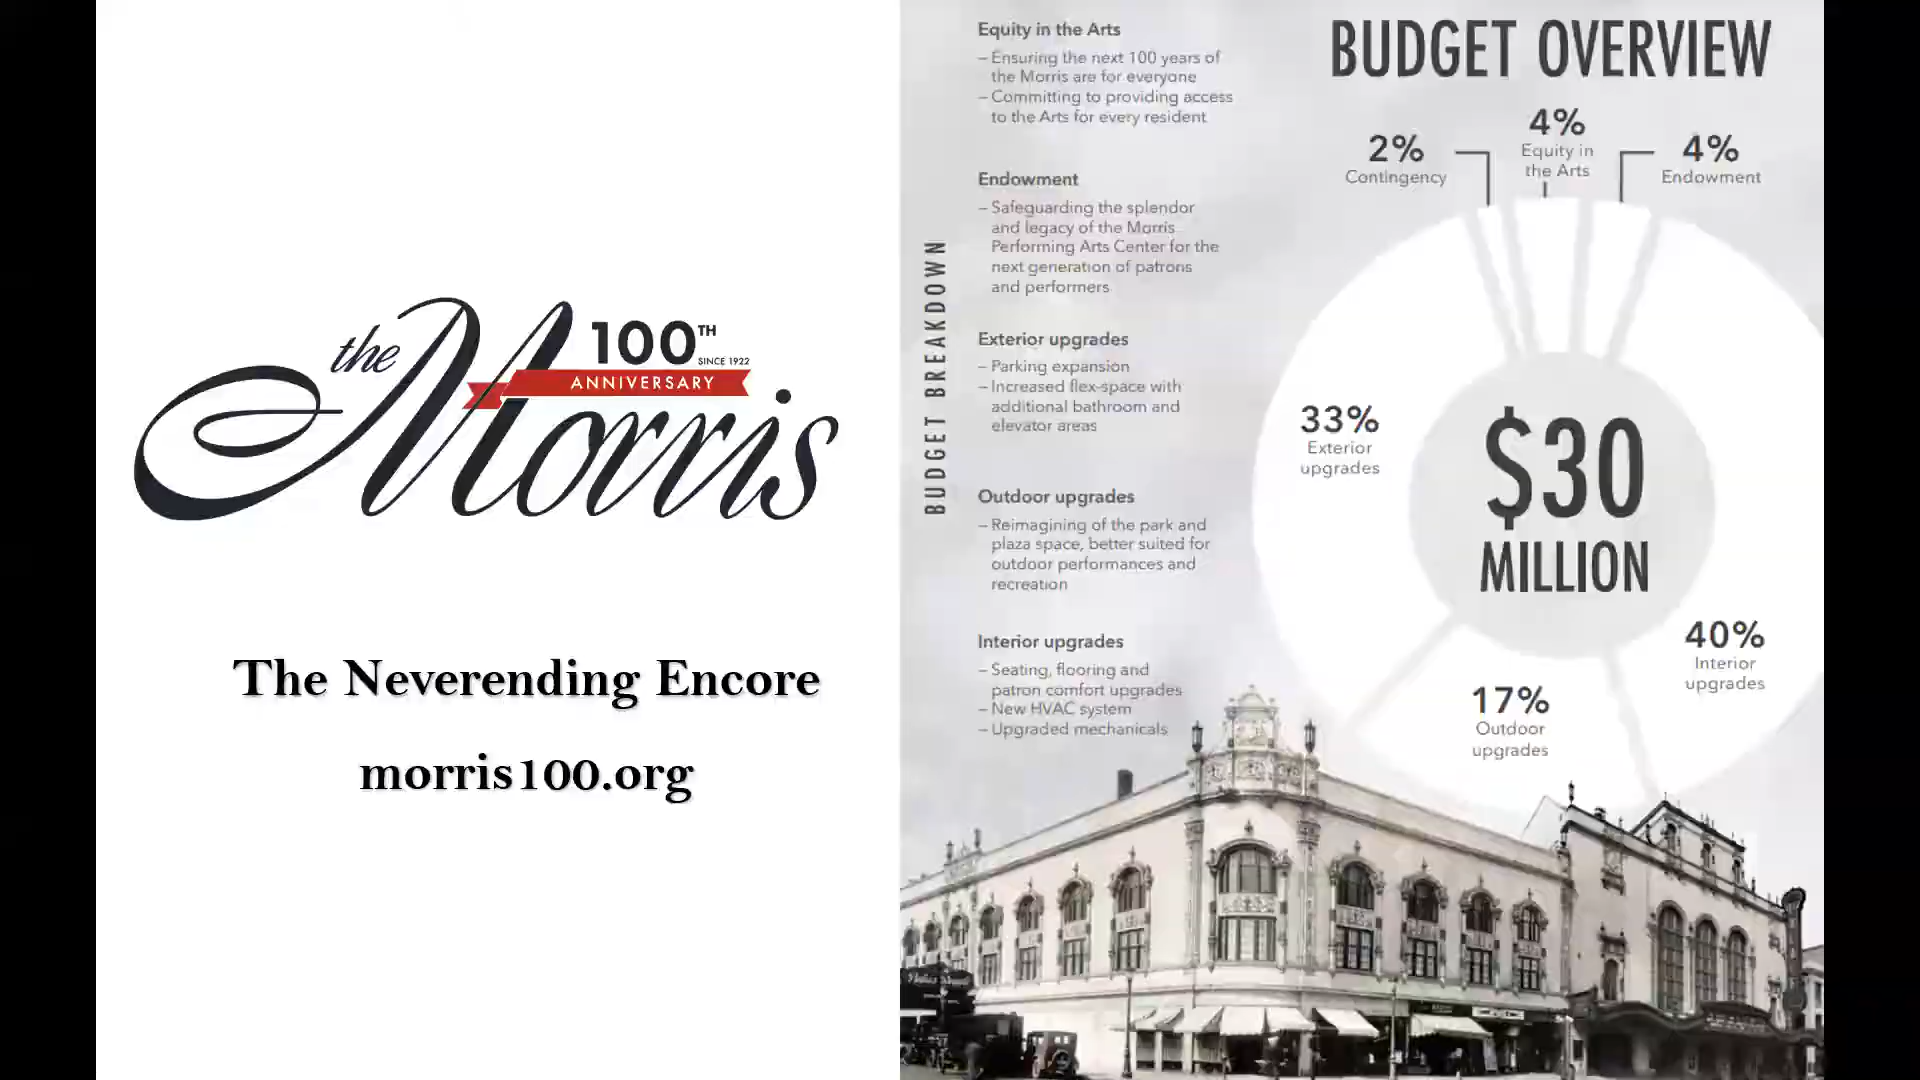 the Morris
100TH
SINCE 1922
ANNIVERSARY
The Neverending Encore
morris100.org
BUDGET BREAKDOWN
Equity in the Arts
– Ensuring the next 100 years of
the Morris are for everyone
– Committing to providing access
to the Arts for every resident
Endowment
– Safeguarding the splendor
and legacy of the Morris
Performing Arts Center for the
next generation of patrons
and performers
Exterior upgrades
– Parking expansion
– Increased flex-space with
additional bathroom and
elevator areas
Outdoor upgrades
– Reimagining of the park and
plaza space, better suited for
outdoor performances and
recreation
Interior upgrades
– Seating, flooring and
patron comfort upgrades
– New HVAC system
– Upgraded mechanicals
BUDGET OVERVIEW
2%
Contingency
4%
Equity in
the Arts
4%
Endowment
33%
Exterior
upgrades
$30
MILLION
40%
Interior
upgrades
17%
Outdoor
upgrades